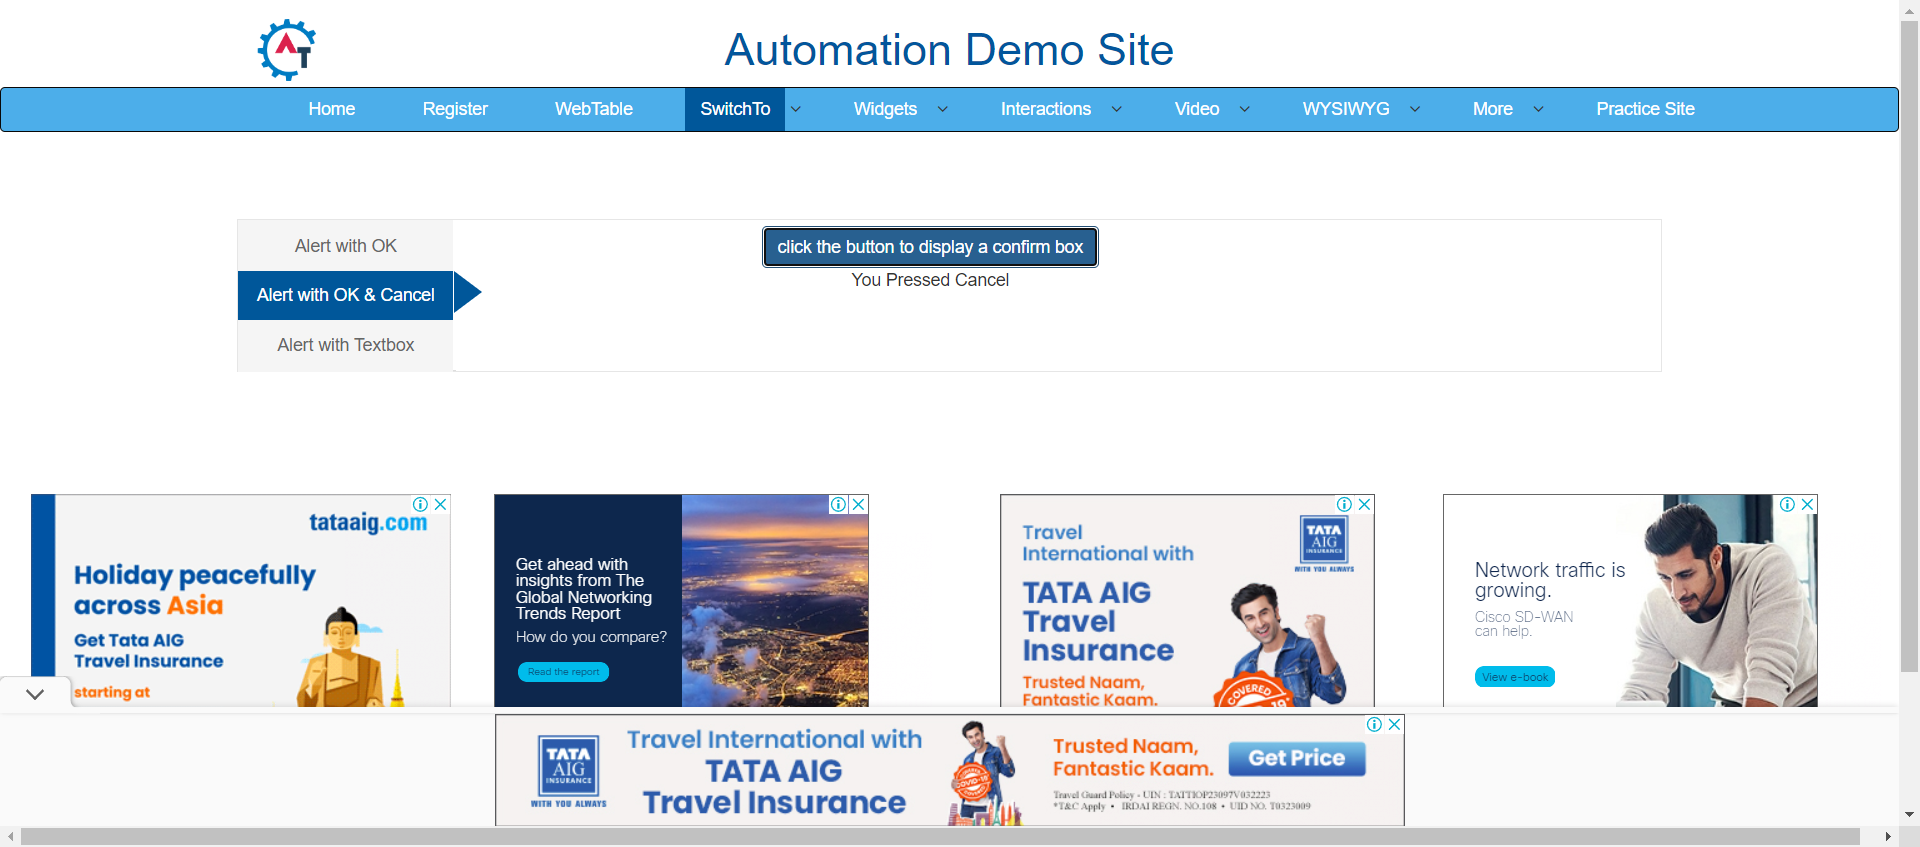 AT
Automation Demo Site
Home Register WebTable SwitchTo Widgets Interactions Video WYSIWYG More Practice Site
Alert with OK
Alert with OK & Cancel
Alert with Textbox
click the button to display a confirm box
You Pressed Cancel
tataaig.com
Holiday peacefully
across Asia
Get Tata AIG
Travel Insurance
starting at
Get ahead with
insights from The
Global Networking
Trends Report
How do you compare?
Read the report
Travel
International with
TATA AIG
Travel
Insurance
Trusted Naam,
Fantastic Kaam.
TATA
AIG
INSURANCE
WITH YOU ALWAYS
COVERED
Network traffic is
growing.
Cisco SD-WAN
can help.
View e-book
TATA
AIG
INSURANCE
WITH YOU ALWAYS
Travel International with
TATA AIG
Travel Insurance
COVID-19
Trusted Naam,
Fantastic Kaam.
Get Price
Travel Guard Policy - UIN : TATTIOP23097V032223
*T&C Apply • IRDAI REGN. NO.108 • UID NO. T0323009